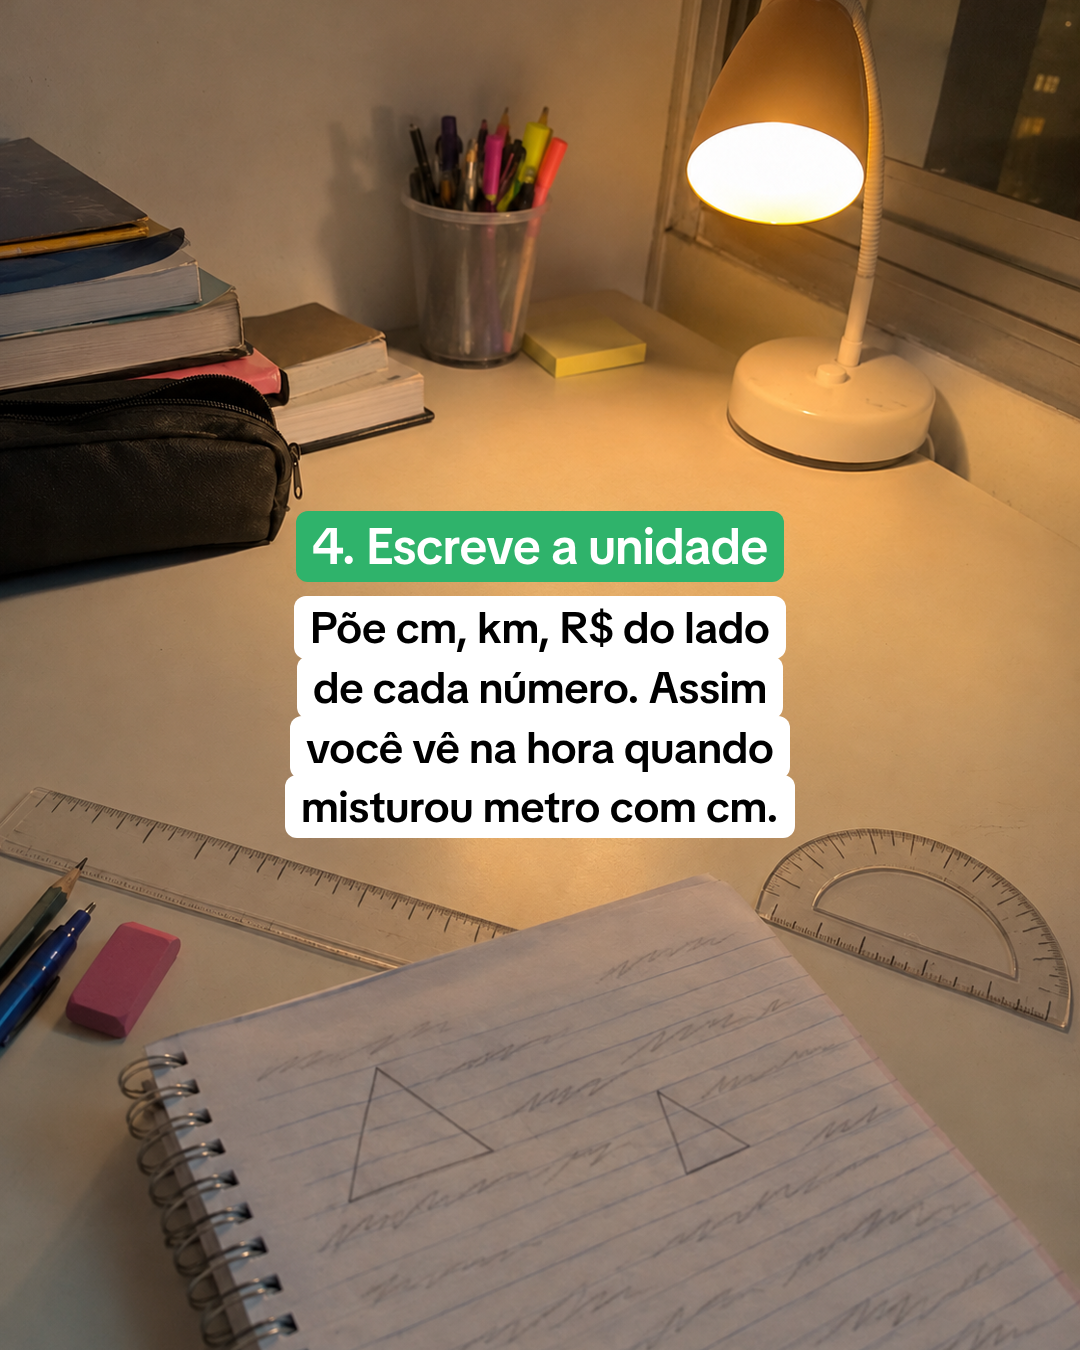 4. Escreve a unidade
Põe cm, km, R$ do lado
de cada número. Assim
você vê na hora quando
misturou metro com cm.